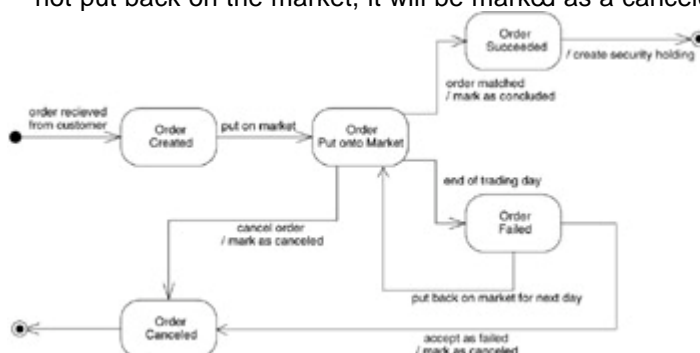 not put back on the market, it will be marked as a cancele
Order
Succeeded
/ create security holding
order matched
/ mark as concluded
order recieved
from customer
Order
Created
put on market
Order
Put onto Market
end of trading day
Order
Failed
cancel order
/ mark as canceled
put back on market for next day
Order
Canceled
accept as failed
/ mark as canceled